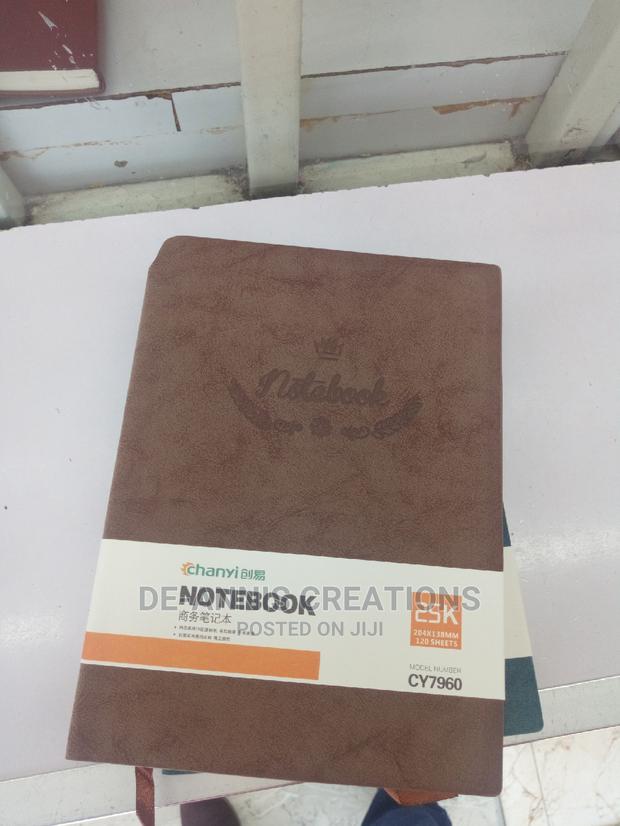 Notebook
chanyi创易
NOTEBOOK
商务笔记本
25K
204X138MM
120 SHEETS
MODEL NUMBER
CY7960
CREATIONS
POSTED ON JIJI